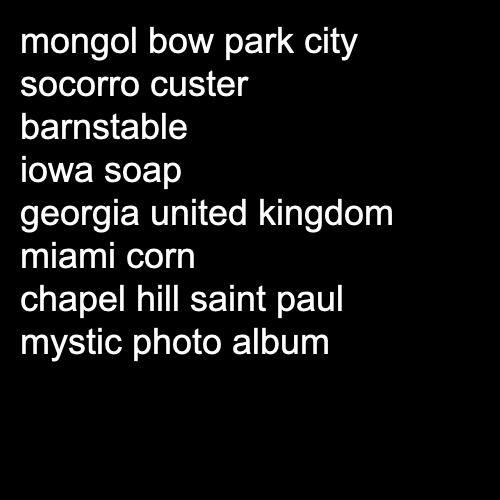 mongol bow park city
socorro custer
barnstable
iowa soap
georgia united kingdom
miami corn
chapel hill saint paul
mystic photo album